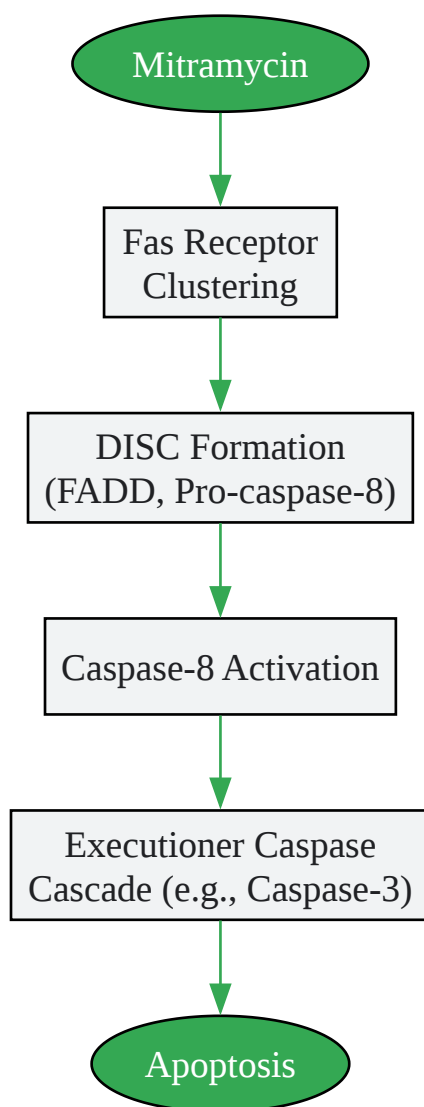 Mitramycin
Fas Receptor
Clustering
DISC Formation
(FADD, Pro-caspase-8)
Caspase-8 Activation
Executioner Caspase
Cascade (e.g., Caspase-3)
Apoptosis